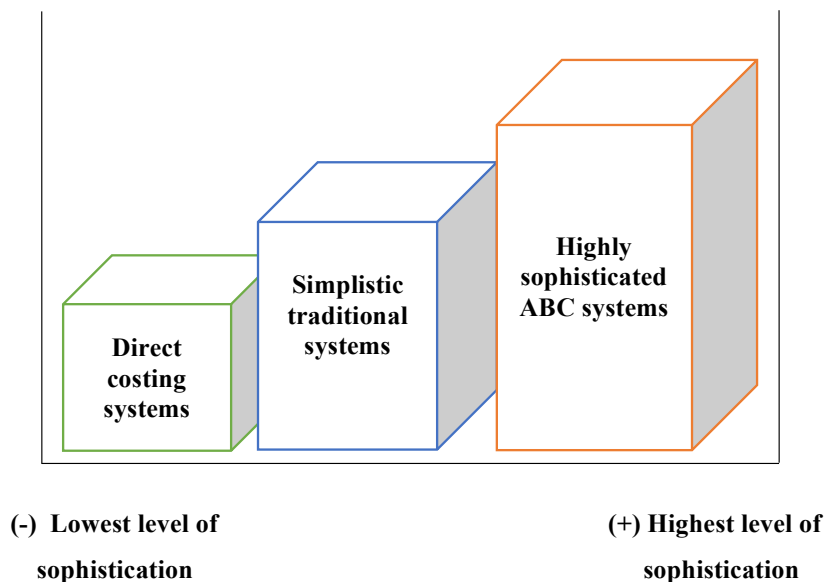 Direct
costing
systems
Simplistic
traditional
systems
Highly
sophisticated
ABC systems
(-) Lowest level of
sophistication
(+) Highest level of
sophistication